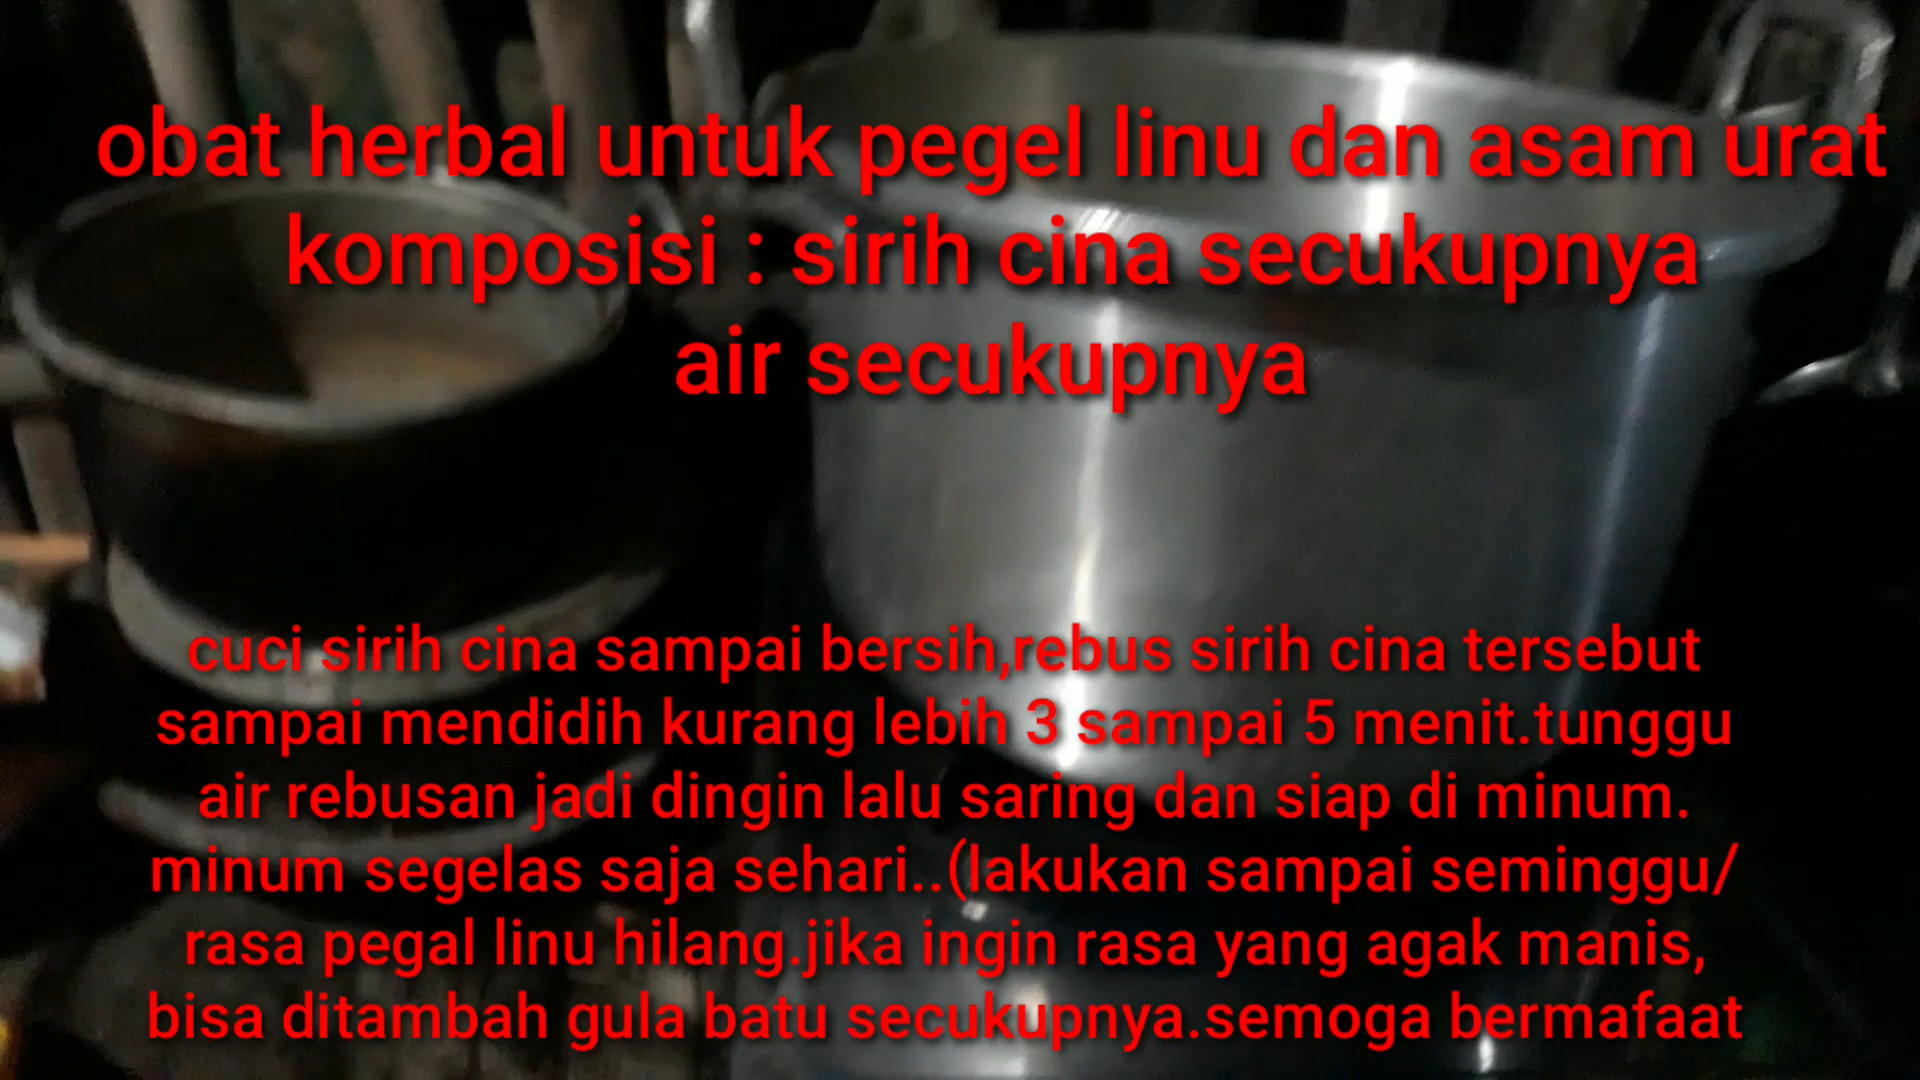 obat herbal untuk pegel linu dan asam urat
komposisi : sirih cina secukupnya
air secukupnya
cuci sirih cina sampai bersih,rebus sirih cina tersebut
sampai mendidih kurang lebih 3 sampai 5 menit.tunggu
air rebusan jadi dingin lalu saring dan siap di minum.
minum segelas saja sehari..(lakukan sampai seminggu/
rasa pegal linu hilang.jika ingin rasa yang agak manis,
bisa ditambah gula batu secukupnya.semoga bermafaat